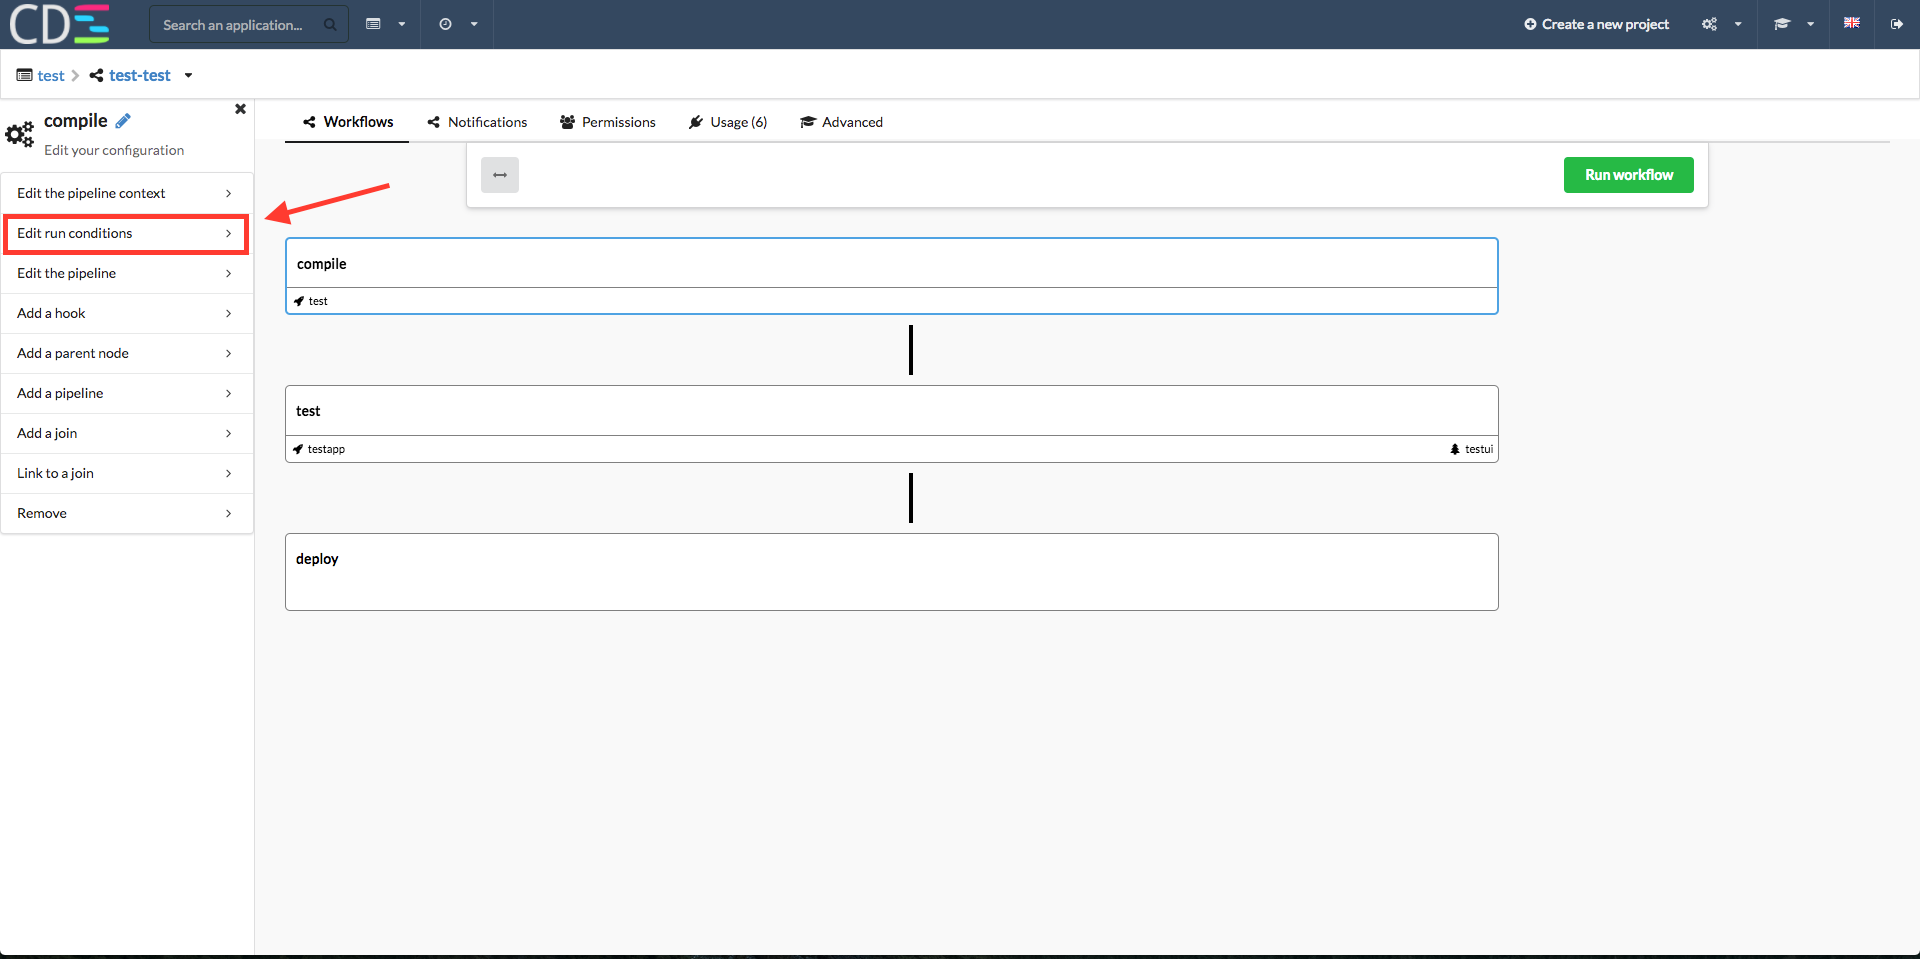 CDE Search an application... Create a new project
test test-test
compile
Edit your configuration
Edit the pipeline context
Edit run conditions
Edit the pipeline
Add a hook
Add a parent node
Add a pipeline
Add a join
Link to a join
Remove
Workflows Notifications Permissions Usage (6) Advanced
Run workflow
compile
test
test
testapp testui
deploy